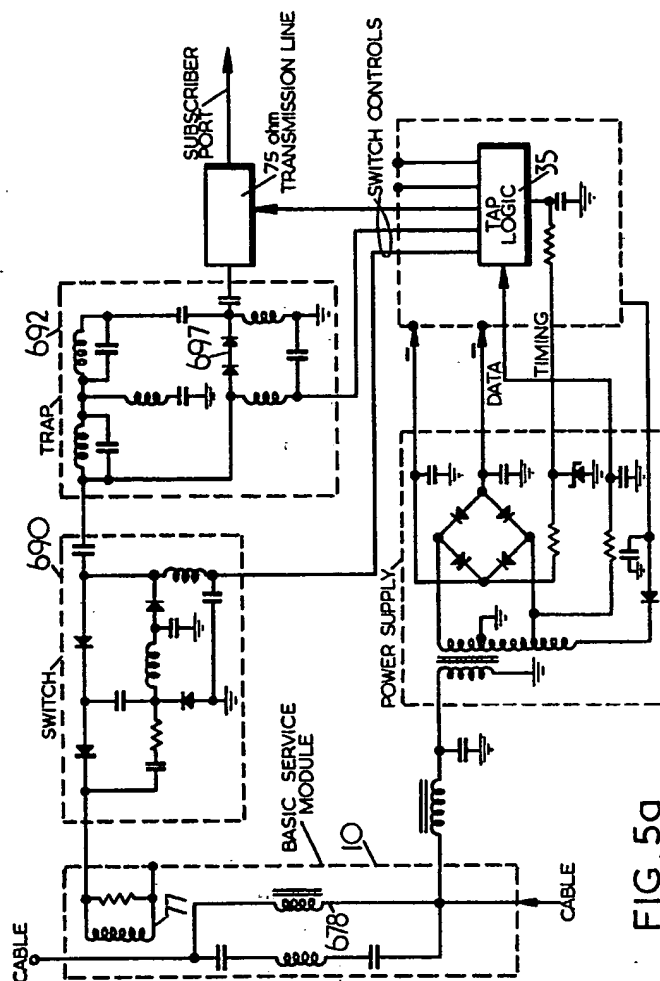 SUBSCRIBER
PORT
75 ohm
TRANSMISSION LINE
692
TRAP
697
SWITCH CONTROLS
TAP
LOGIC
35
690
SWITCH
-
-
DATA
TIMING
POWER SUPPLY
BASIC SERVICE
MODULE
10
77
678
CABLE
CABLE
FIG. 5a